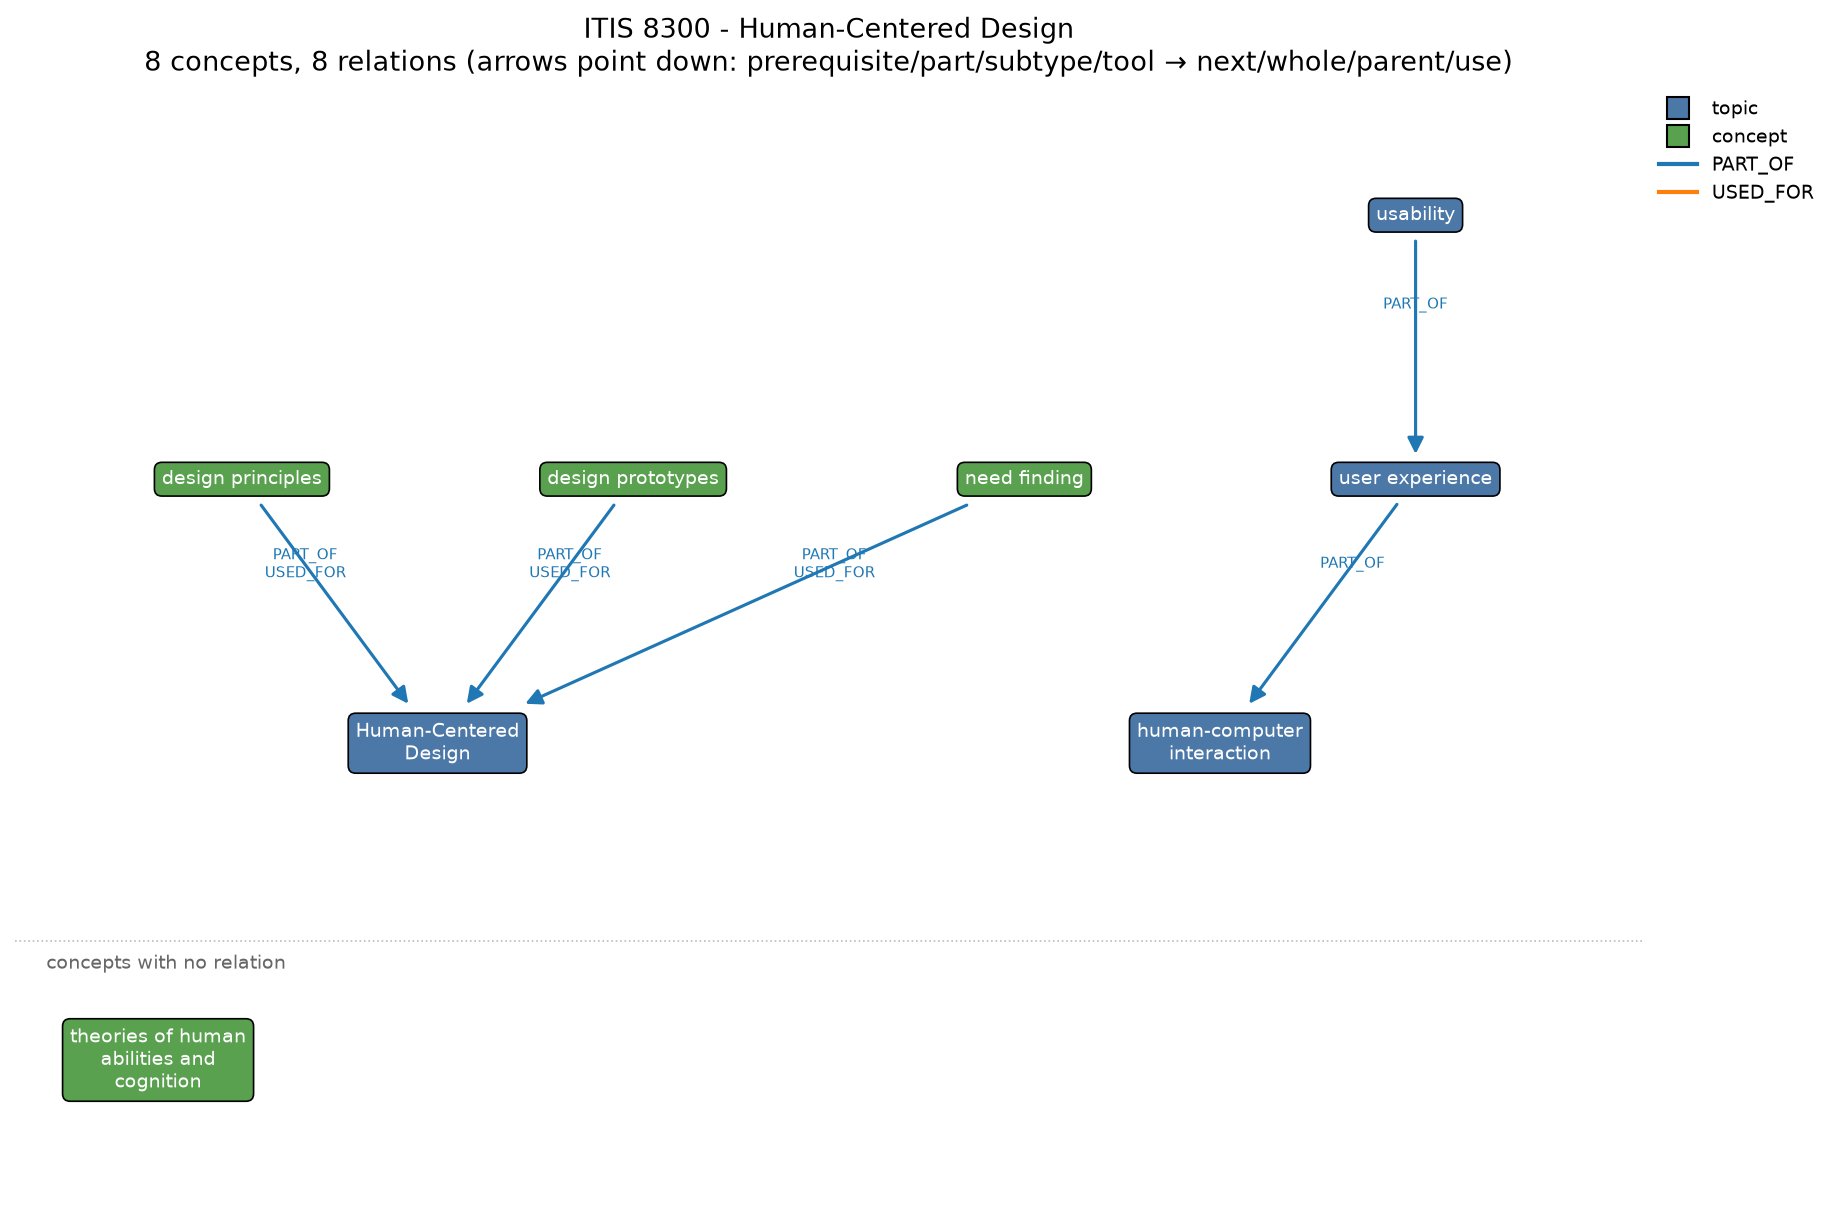 ITIS 8300 - Human-Centered Design
8 concepts, 8 relations (arrows point down: prerequisite/part/subtype/tool → next/whole/parent/use)
topic
concept
PART_OF
USED_FOR
usability
PART_OF
design principles
design prototypes
need finding
user experience
PART_OF
USED_FOR
PART_OF
USED_FOR
PART_OF
USED_FOR
PART_OF
Human-Centered
Design
human-computer
interaction
concepts with no relation
theories of human
abilities and
cognition